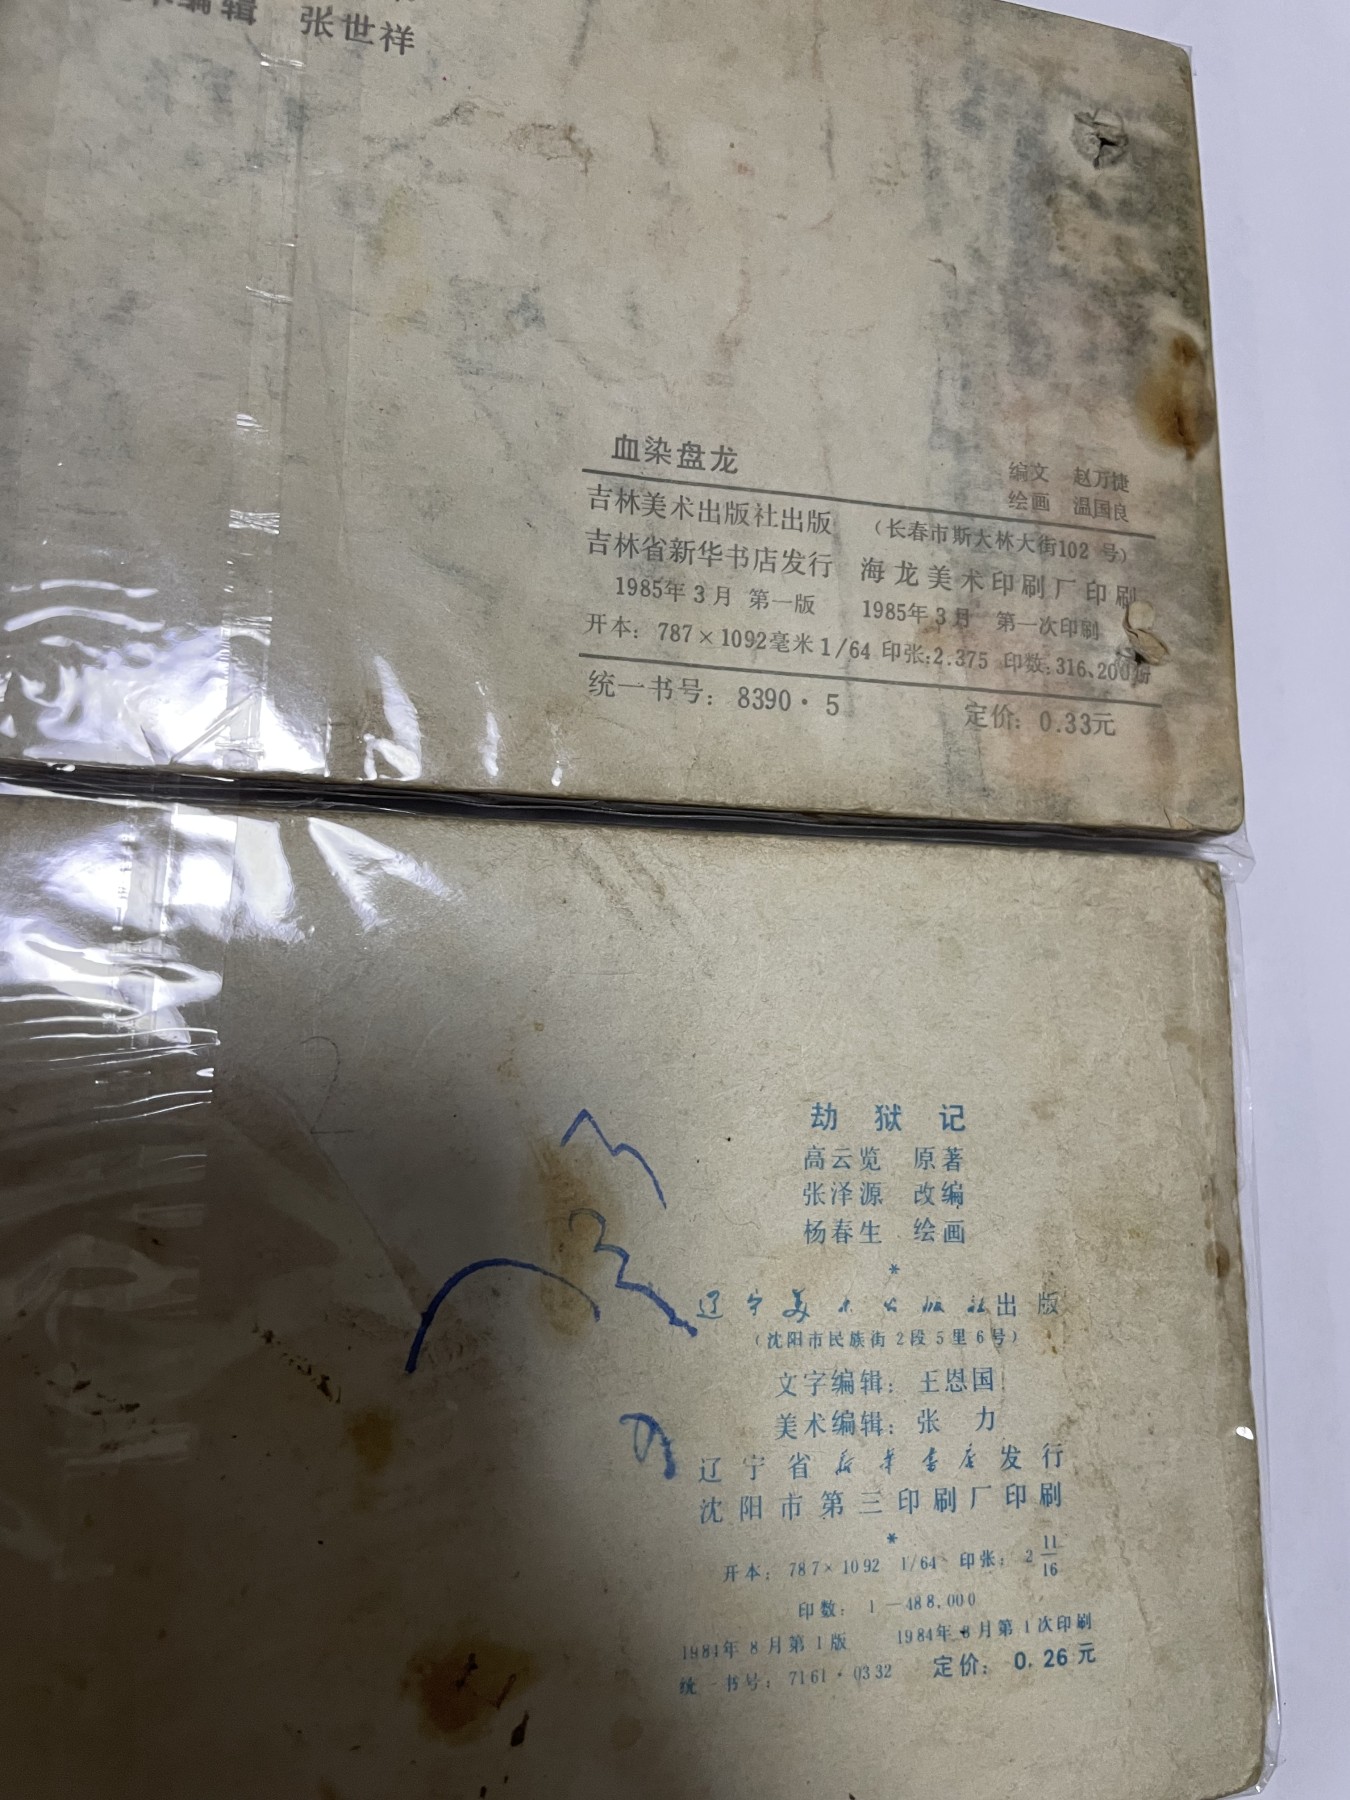 编辑 张世祥
血染盘龙
编文 赵万捷
绘画 温国良
吉林美术出版社出版 (长春市斯大林大街102 号)
吉林省新华书店发行 海龙美术印刷厂印刷
1985年3月 第一版 1985年3月 第一次印刷
开本: 787×1092毫米1/64 印张:2.375 印数:316,200册
统一书号: 8390·5 定价: 0.33元
劫狱记
高云览 原著
张泽源 改编
杨春生 绘画
*
辽宁美术出版社出版
(沈阳市民族街2段5里6号)
文字编辑: 王恩国
美术编辑: 张 力
辽宁省新华书店发行
沈阳市第三印刷厂印刷
*
开本: 787×1092 1/64 印张: 2 11/16
印数: 1—488,000
1984年8月第1版 1984年8月第1次印刷
统一书号: 7161·0332 定价: 0.26元